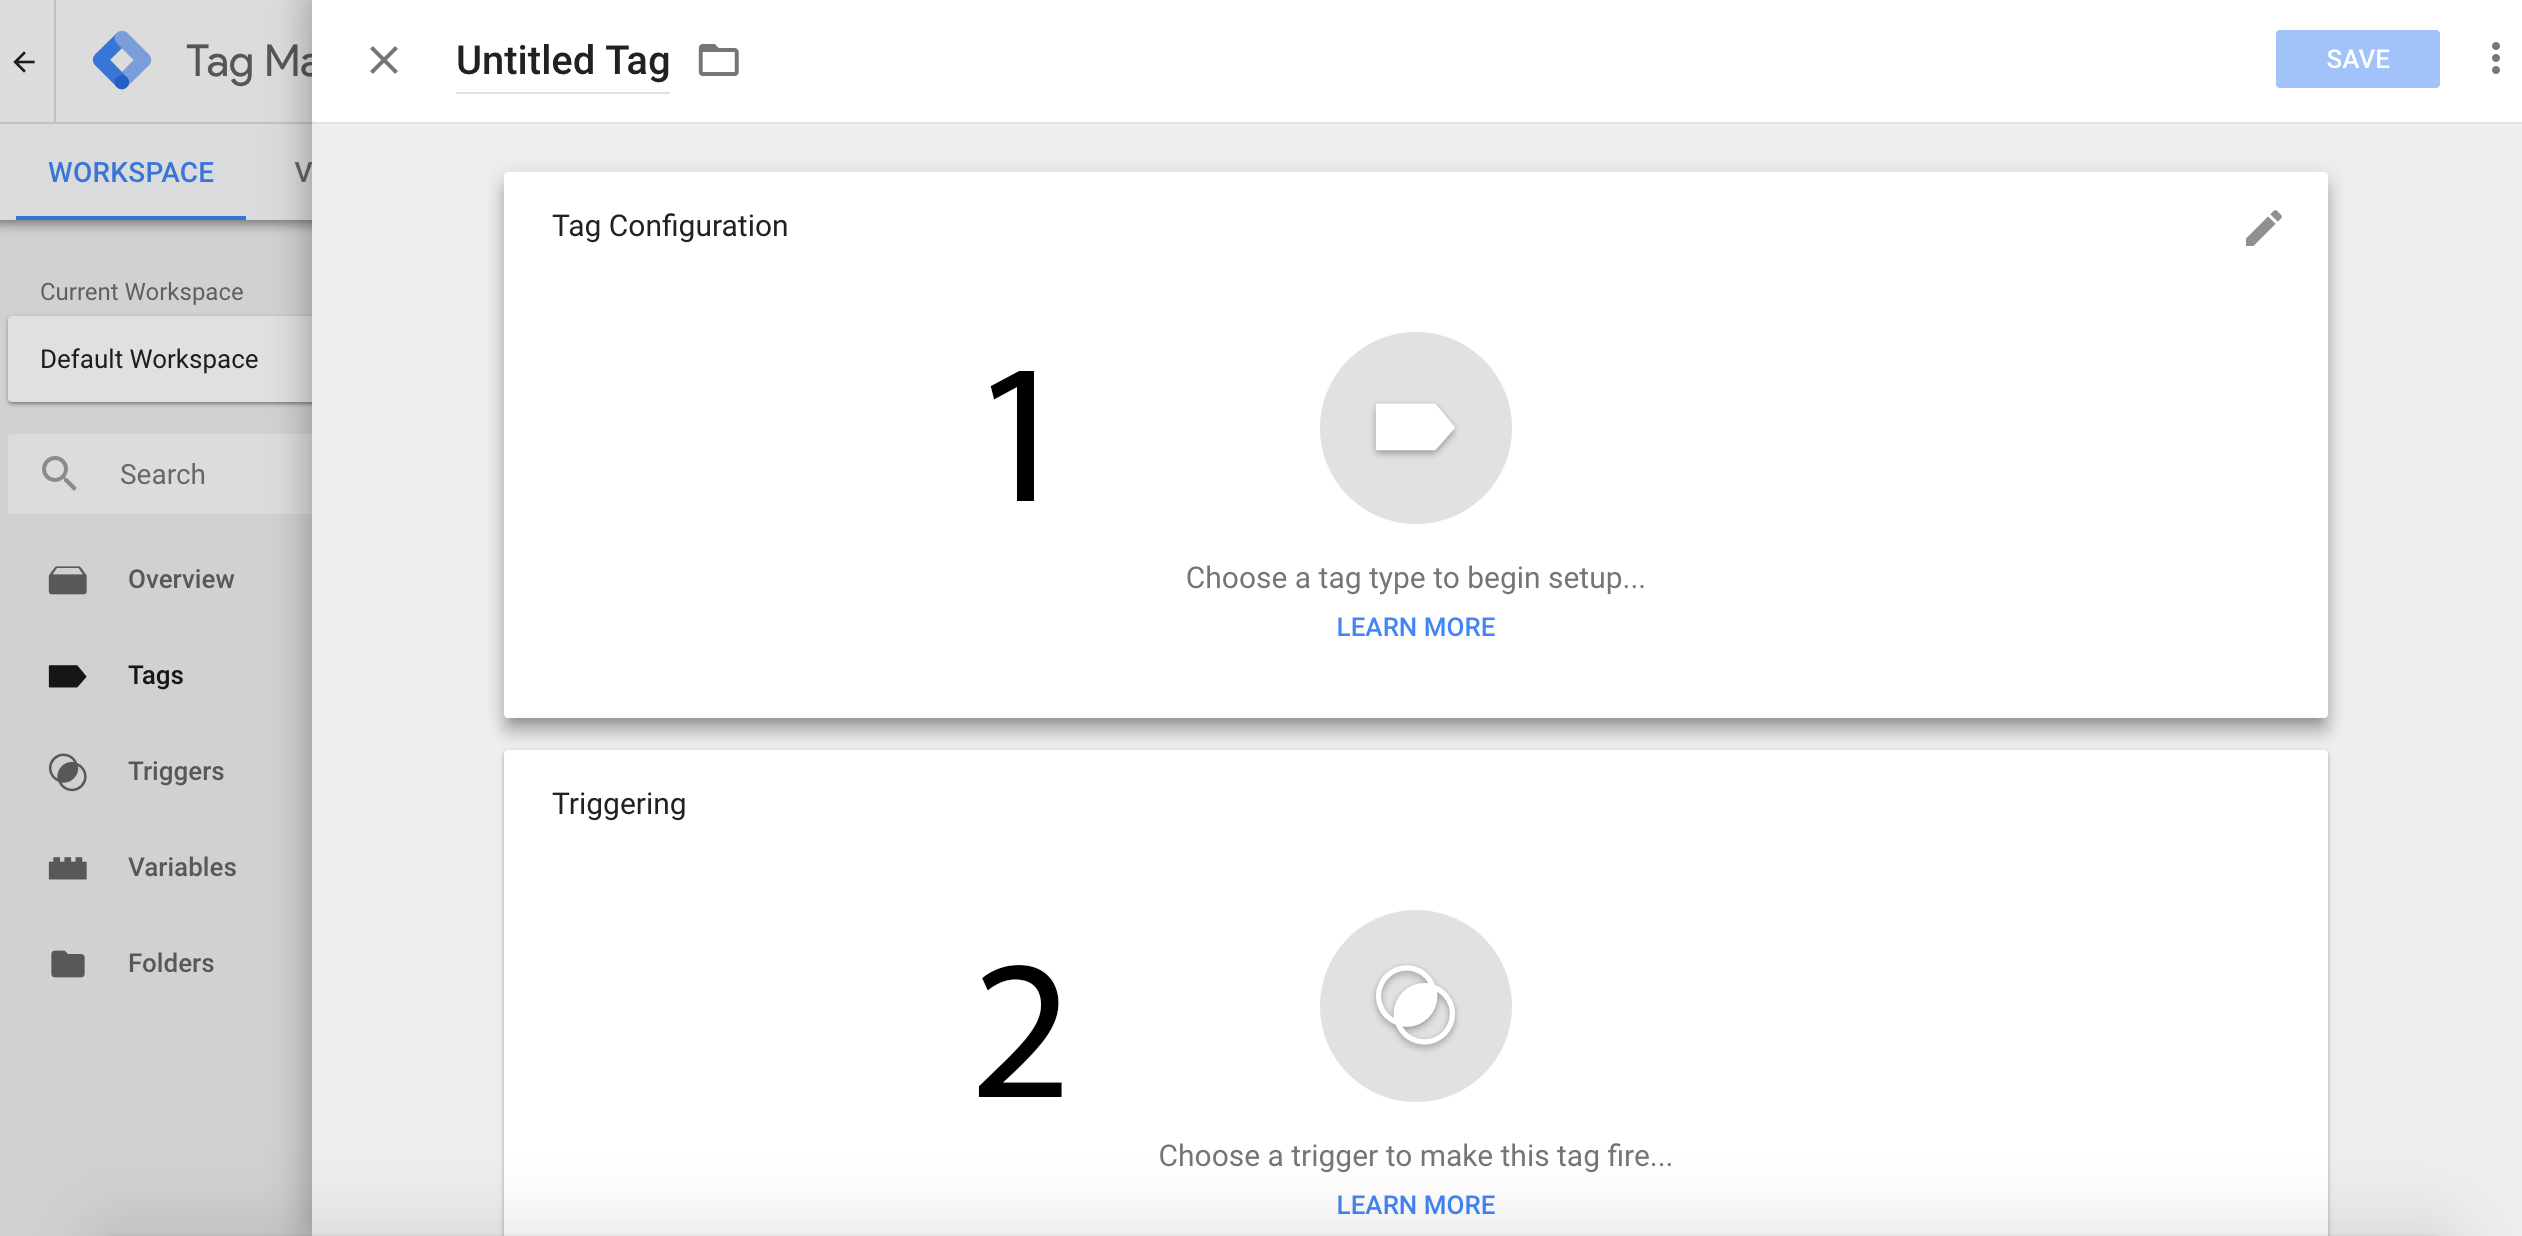 Tag Ma
Untitled Tag
SAVE
WORKSPACE
V
Current Workspace
Default Workspace
Search
Overview
Tags
Triggers
Variables
Folders
Tag Configuration
1
Choose a tag type to begin setup...
LEARN MORE
Triggering
2
Choose a trigger to make this tag fire...
LEARN MORE